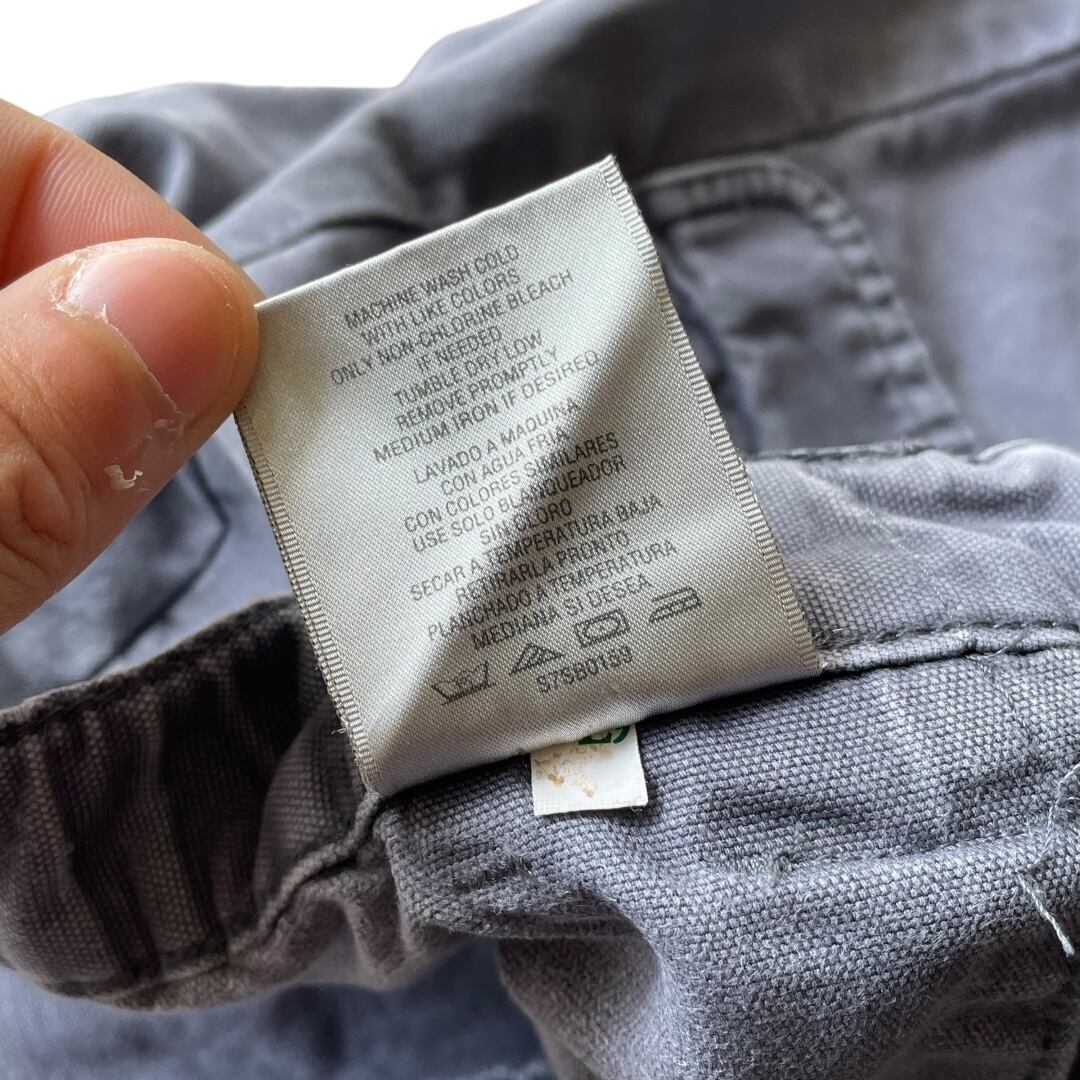 MACHINE WASH COLD
WITH LIKE COLORS
ONLY NON-CHLORINE BLEACH
IF NEEDED
TUMBLE DRY LOW
REMOVE PROMPTLY
MEDIUM IRON IF DESIRED
LAVADO A MAQUINA
CON AGUA FRIA
CON COLORES SIMILARES
USE SOLO BLANQUEADOR
SIN CLORO
SECAR A TEMPERATURA BAJA
RETIRARLA PRONTO
PLANCHADO A TEMPERATURA
MEDIANA SI DESEA